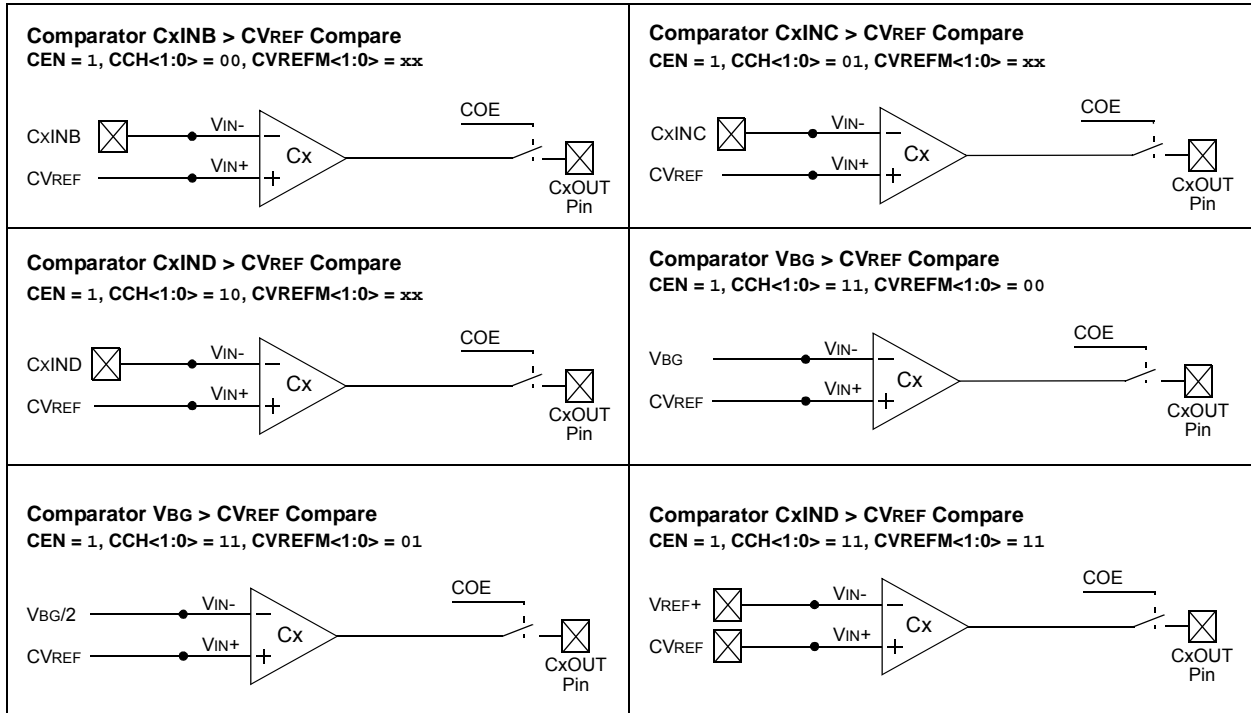 Comparator CxINB > CVREF Compare
CEN = 1, CCH<1:0> = 00, CVREFM<1:0> = xx
COE
CxINB
VIN-
Cx
CVREF
VIN+
CxOUT
Pin
Comparator CxINC > CVREF Compare
CEN = 1, CCH<1:0> = 01, CVREFM<1:0> = xx
COE
CxINC
VIN-
Cx
CVREF
VIN+
CxOUT
Pin
Comparator CxIND > CVREF Compare
CEN = 1, CCH<1:0> = 10, CVREFM<1:0> = xx
COE
CxIND
VIN-
Cx
CVREF
VIN+
CxOUT
Pin
Comparator VBG > CVREF Compare
CEN = 1, CCH<1:0> = 11, CVREFM<1:0> = 00
COE
VBG
VIN-
Cx
CVREF
VIN+
CxOUT
Pin
Comparator VBG > CVREF Compare
CEN = 1, CCH<1:0> = 11, CVREFM<1:0> = 01
COE
VBG/2
VIN-
Cx
CVREF
VIN+
CxOUT
Pin
Comparator CxIND > CVREF Compare
CEN = 1, CCH<1:0> = 11, CVREFM<1:0> = 11
COE
VREF+
VIN-
Cx
CVREF
VIN+
CxOUT
Pin